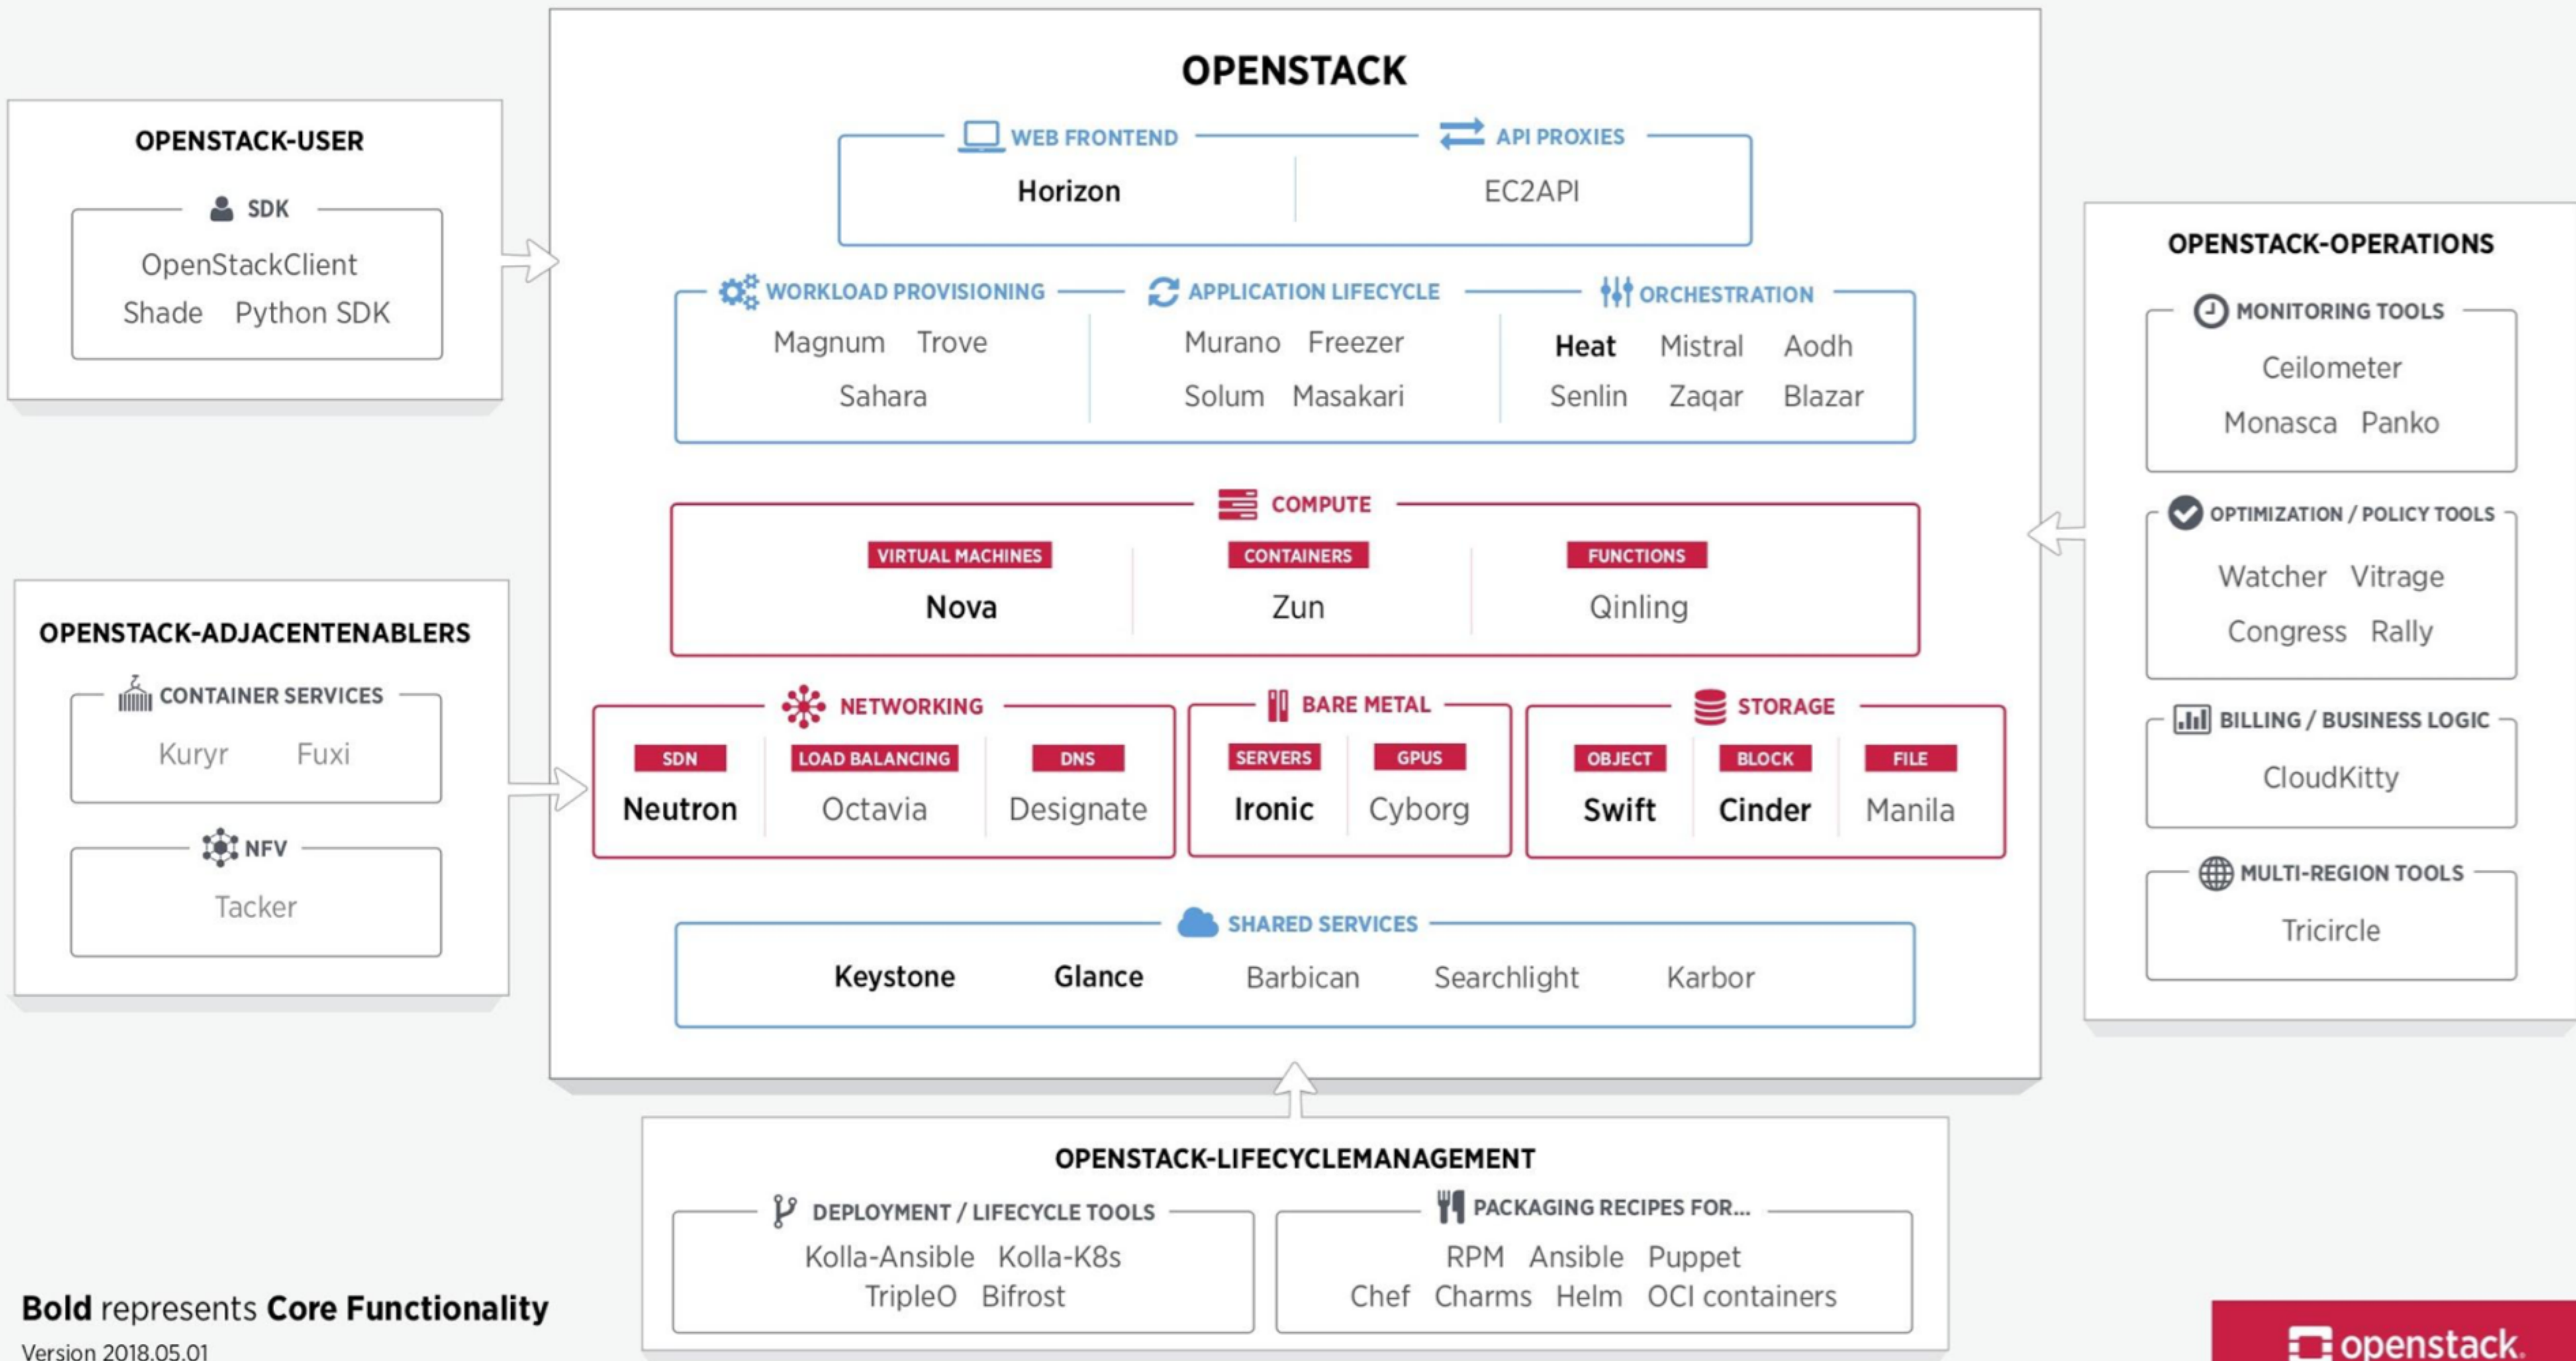 OPENSTACK
WEB FRONTEND
Horizon
API PROXIES
EC2API
WORKLOAD PROVISIONING
Magnum Trove
Sahara
APPLICATION LIFECYCLE
Murano Freezer
Solum Masakari
ORCHESTRATION
Heat Mistral Aodh
Senlin Zaqar Blazar
COMPUTE
VIRTUAL MACHINES
Nova
CONTAINERS
Zun
FUNCTIONS
Qinling
NETWORKING
SDN
Neutron
LOAD BALANCING
Octavia
DNS
Designate
BARE METAL
SERVERS
Ironic
GPUS
Cyborg
STORAGE
OBJECT
Swift
BLOCK
Cinder
FILE
Manila
SHARED SERVICES
Keystone Glance Barbican Searchlight Karbor
OPENSTACK-USER
SDK
OpenStackClient
Shade Python SDK
OPENSTACK-ADJACENTENABLERS
CONTAINER SERVICES
Kuryr Fuxi
NFV
Tacker
OPENSTACK-OPERATIONS
MONITORING TOOLS
Ceilometer
Monasca Panko
OPTIMIZATION / POLICY TOOLS
Watcher Vitrage
Congress Rally
BILLING / BUSINESS LOGIC
CloudKitty
MULTI-REGION TOOLS
Tricircle
OPENSTACK-LIFECYCLEMANAGEMENT
DEPLOYMENT / LIFECYCLE TOOLS
Kolla-Ansible Kolla-K8s
TripleO Bifrost
PACKAGING RECIPES FOR...
RPM Ansible Puppet
Chef Charms Helm OCI containers
Bold represents Core Functionality
Version 2018.05.01
openstack.